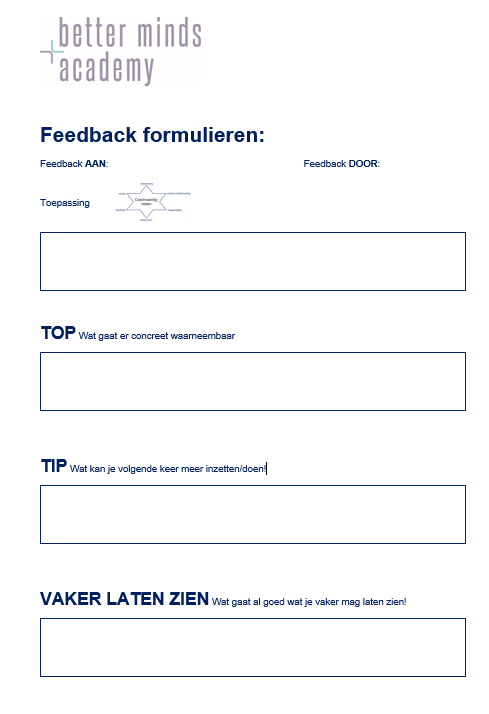 better minds
academy
Feedback formulieren:
Feedback AAN: Feedback DOOR:
Toepassing
TOP Wat gaat er concreet waarneembaar
TIP Wat kan je volgende keer meer inzetten/doen!
VAKER LATEN ZIEN Wat gaat al goed wat je vaker mag laten zien!